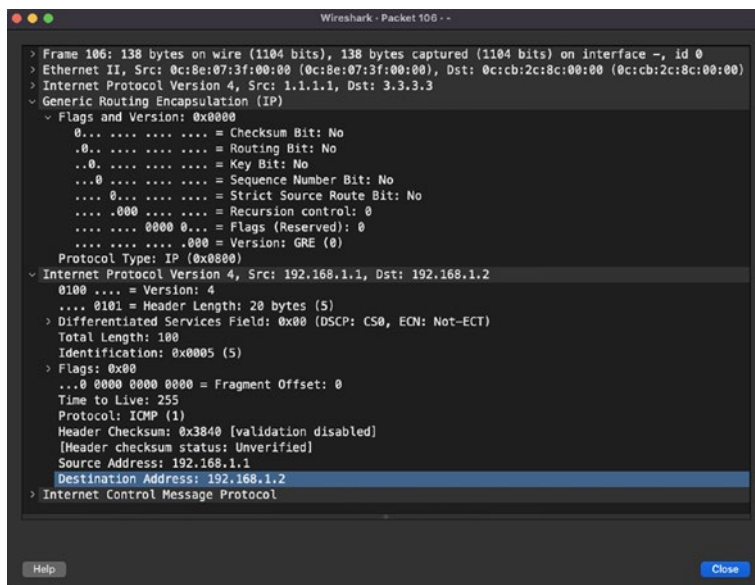 Wireshark · Packet 106 · -
> Frame 106: 138 bytes on wire (1104 bits), 138 bytes captured (1104 bits) on interface -, id 0
> Ethernet II, Src: 0c:8e:07:3f:00:00 (0c:8e:07:3f:00:00), Dst: 0c:cb:2c:8c:00:00 (0c:cb:2c:8c:00:00)
> Internet Protocol Version 4, Src: 1.1.1.1, Dst: 3.3.3.3
Generic Routing Encapsulation (IP)
Flags and Version: 0x0000
0... .... .... .... = Checksum Bit: No
.0.. .... .... .... = Routing Bit: No
..0. .... .... .... = Key Bit: No
...0 .... .... .... = Sequence Number Bit: No
.... 0... .... .... = Strict Source Route Bit: No
.... .000 .... .... = Recursion control: 0
.... .... 0000 0... = Flags (Reserved): 0
.... .... .... .000 = Version: GRE (0)
Protocol Type: IP (0x0800)
Internet Protocol Version 4, Src: 192.168.1.1, Dst: 192.168.1.2
0100 .... = Version: 4
.... 0101 = Header Length: 20 bytes (5)
> Differentiated Services Field: 0x00 (DSCP: CS0, ECN: Not-ECT)
Total Length: 100
Identification: 0x0005 (5)
> Flags: 0x00
...0 0000 0000 0000 = Fragment Offset: 0
Time to Live: 255
Protocol: ICMP (1)
Header Checksum: 0x3840 [validation disabled]
[Header checksum status: Unverified]
Source Address: 192.168.1.1
Destination Address: 192.168.1.2
> Internet Control Message Protocol
Help
Close